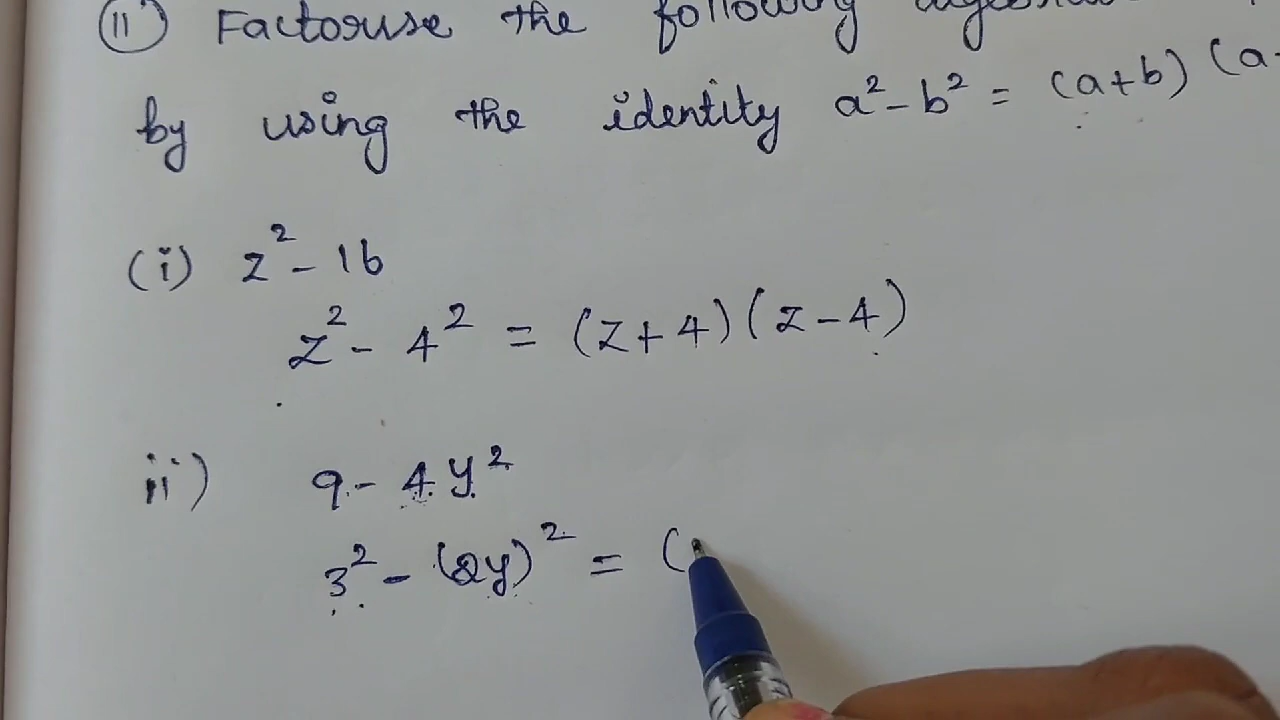 (11) Factorise the following
by using the identity a² - b² = (a+b) (a-
(i) z² - 16
z² - 4² = (z+4)(z-4)
ii) 9 - 4y²
3² - (2y)² = (